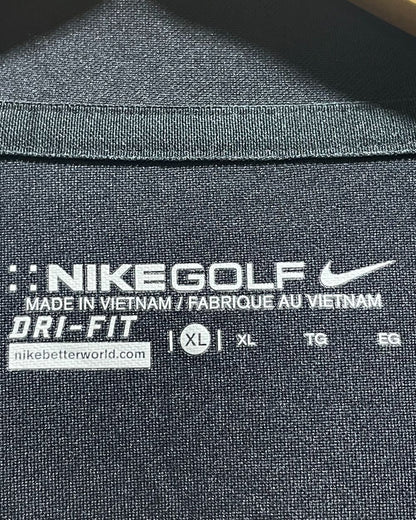 NIKEGOLF
MADE IN VIETNAM / FABRIQUE AU VIETNAM
DRI-FIT
|XL| XL TG EG
nikebetterworld.com